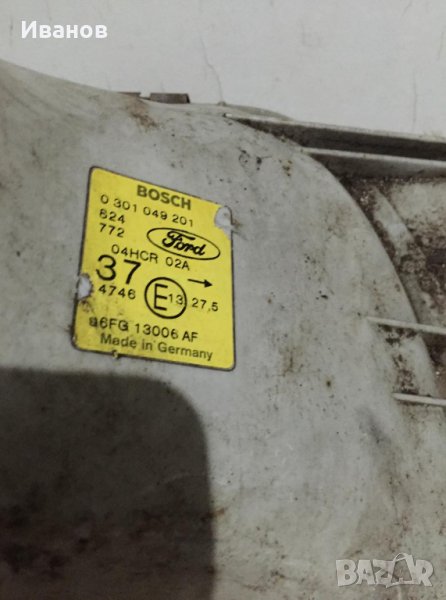 Иванов
BOSCH
0 301 049 201
624
772
Ford
04HCR 02A
37 →
4746 E13 27,5
96FG 13006 AF
Made in Germany
BAZAR